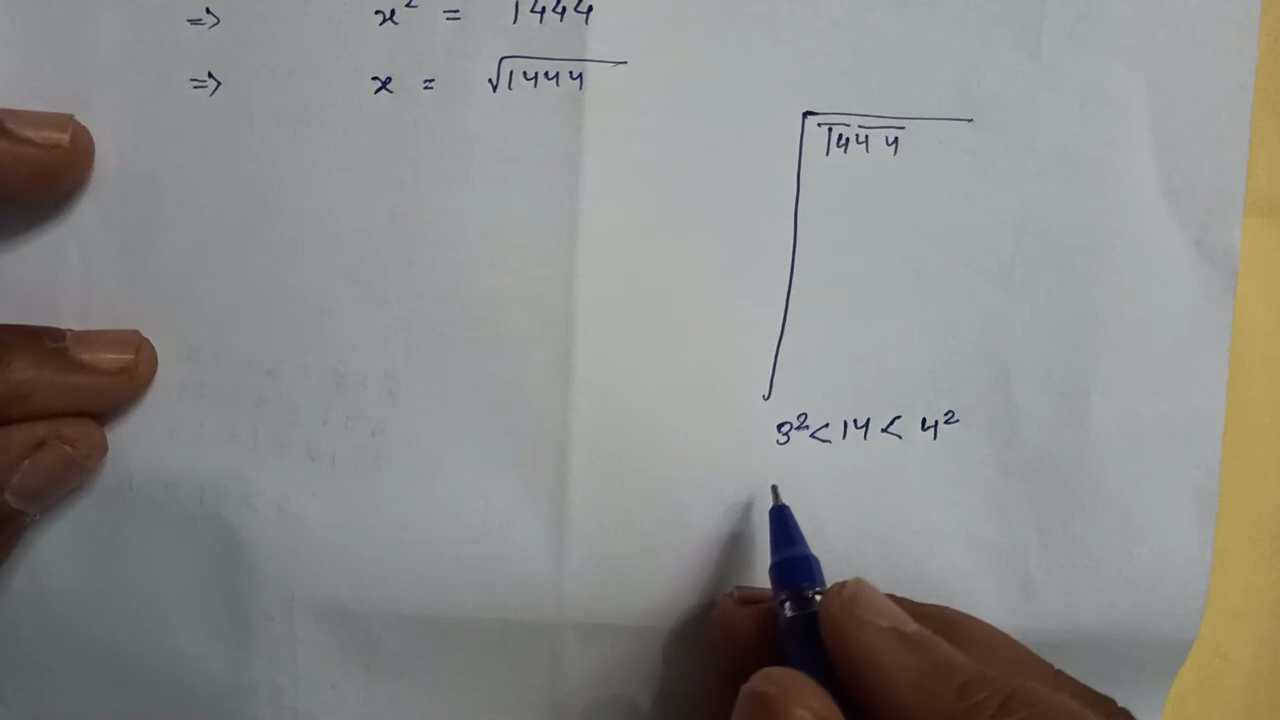 ⇒ x² = 1444
⇒ x = √1444
1444
3² < 14 < 4²